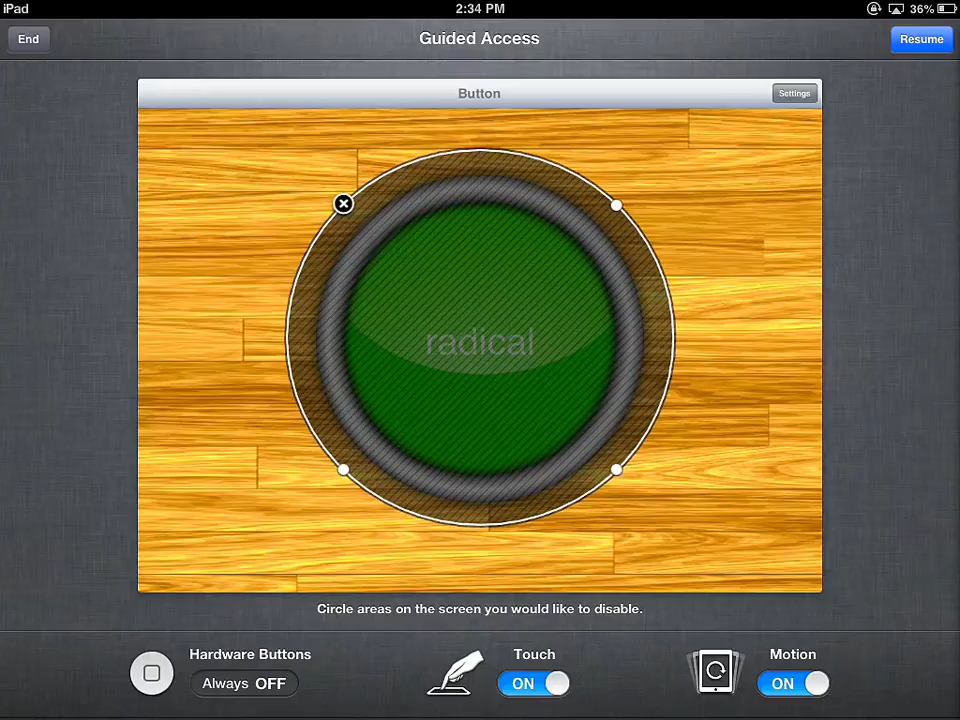 iPad 2:34 PM 36%
End Guided Access Resume
Button Settings
radical
Circle areas on the screen you would like to disable.
Hardware Buttons Touch Motion
Always OFF ON ON